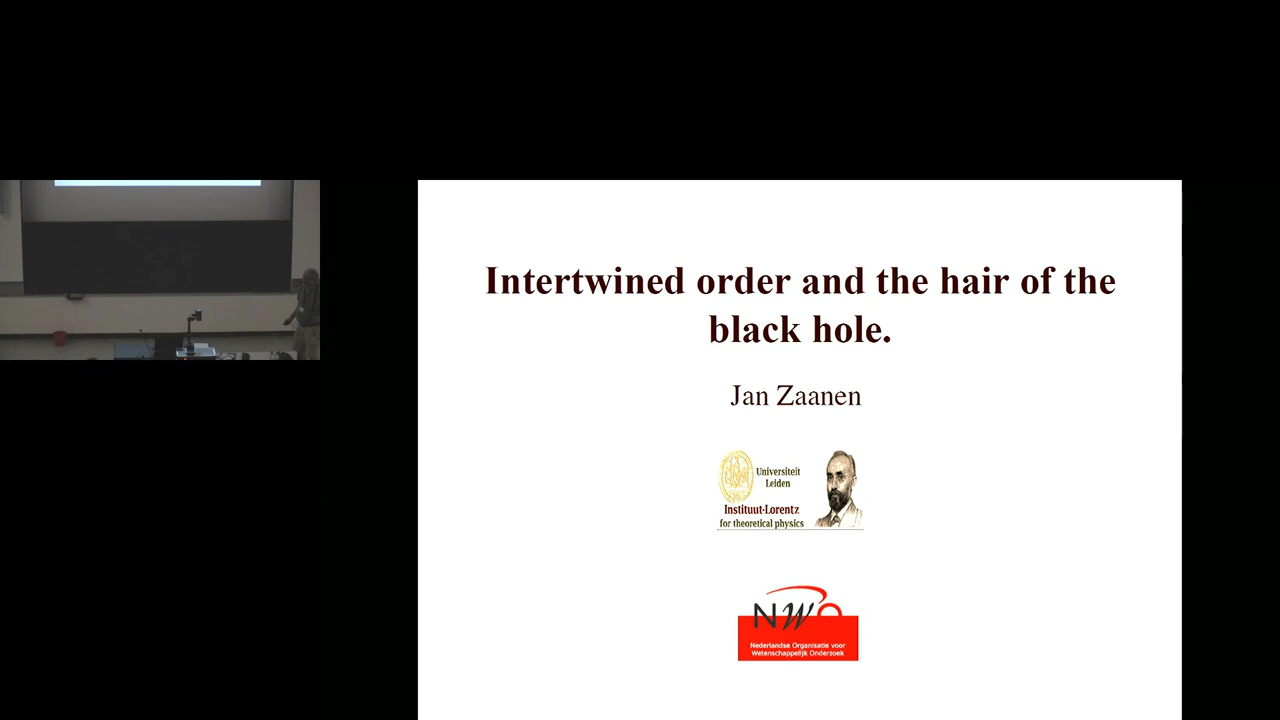 Intertwined order and the hair of the
black hole.
Jan Zaanen
Universiteit
Leiden
Instituut-Lorentz
for theoretical physics
NWO
Nederlandse Organisatie voor
Wetenschappelijk Onderzoek